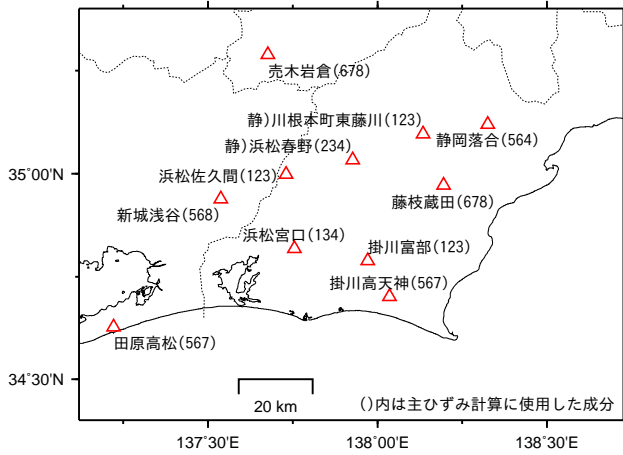 売木岩倉(678)
静)川根本町東藤川(123)
静岡落合(564)
静)浜松春野(234)
浜松佐久間(123)
35°00'N
藤枝蔵田(678)
新城浅谷(568)
浜松宮口(134)
掛川富部(123)
掛川高天神(567)
田原高松(567)
34°30'N
20 km
()内は主ひずみ計算に使用した成分
137°30'E
138°00'E
138°30'E